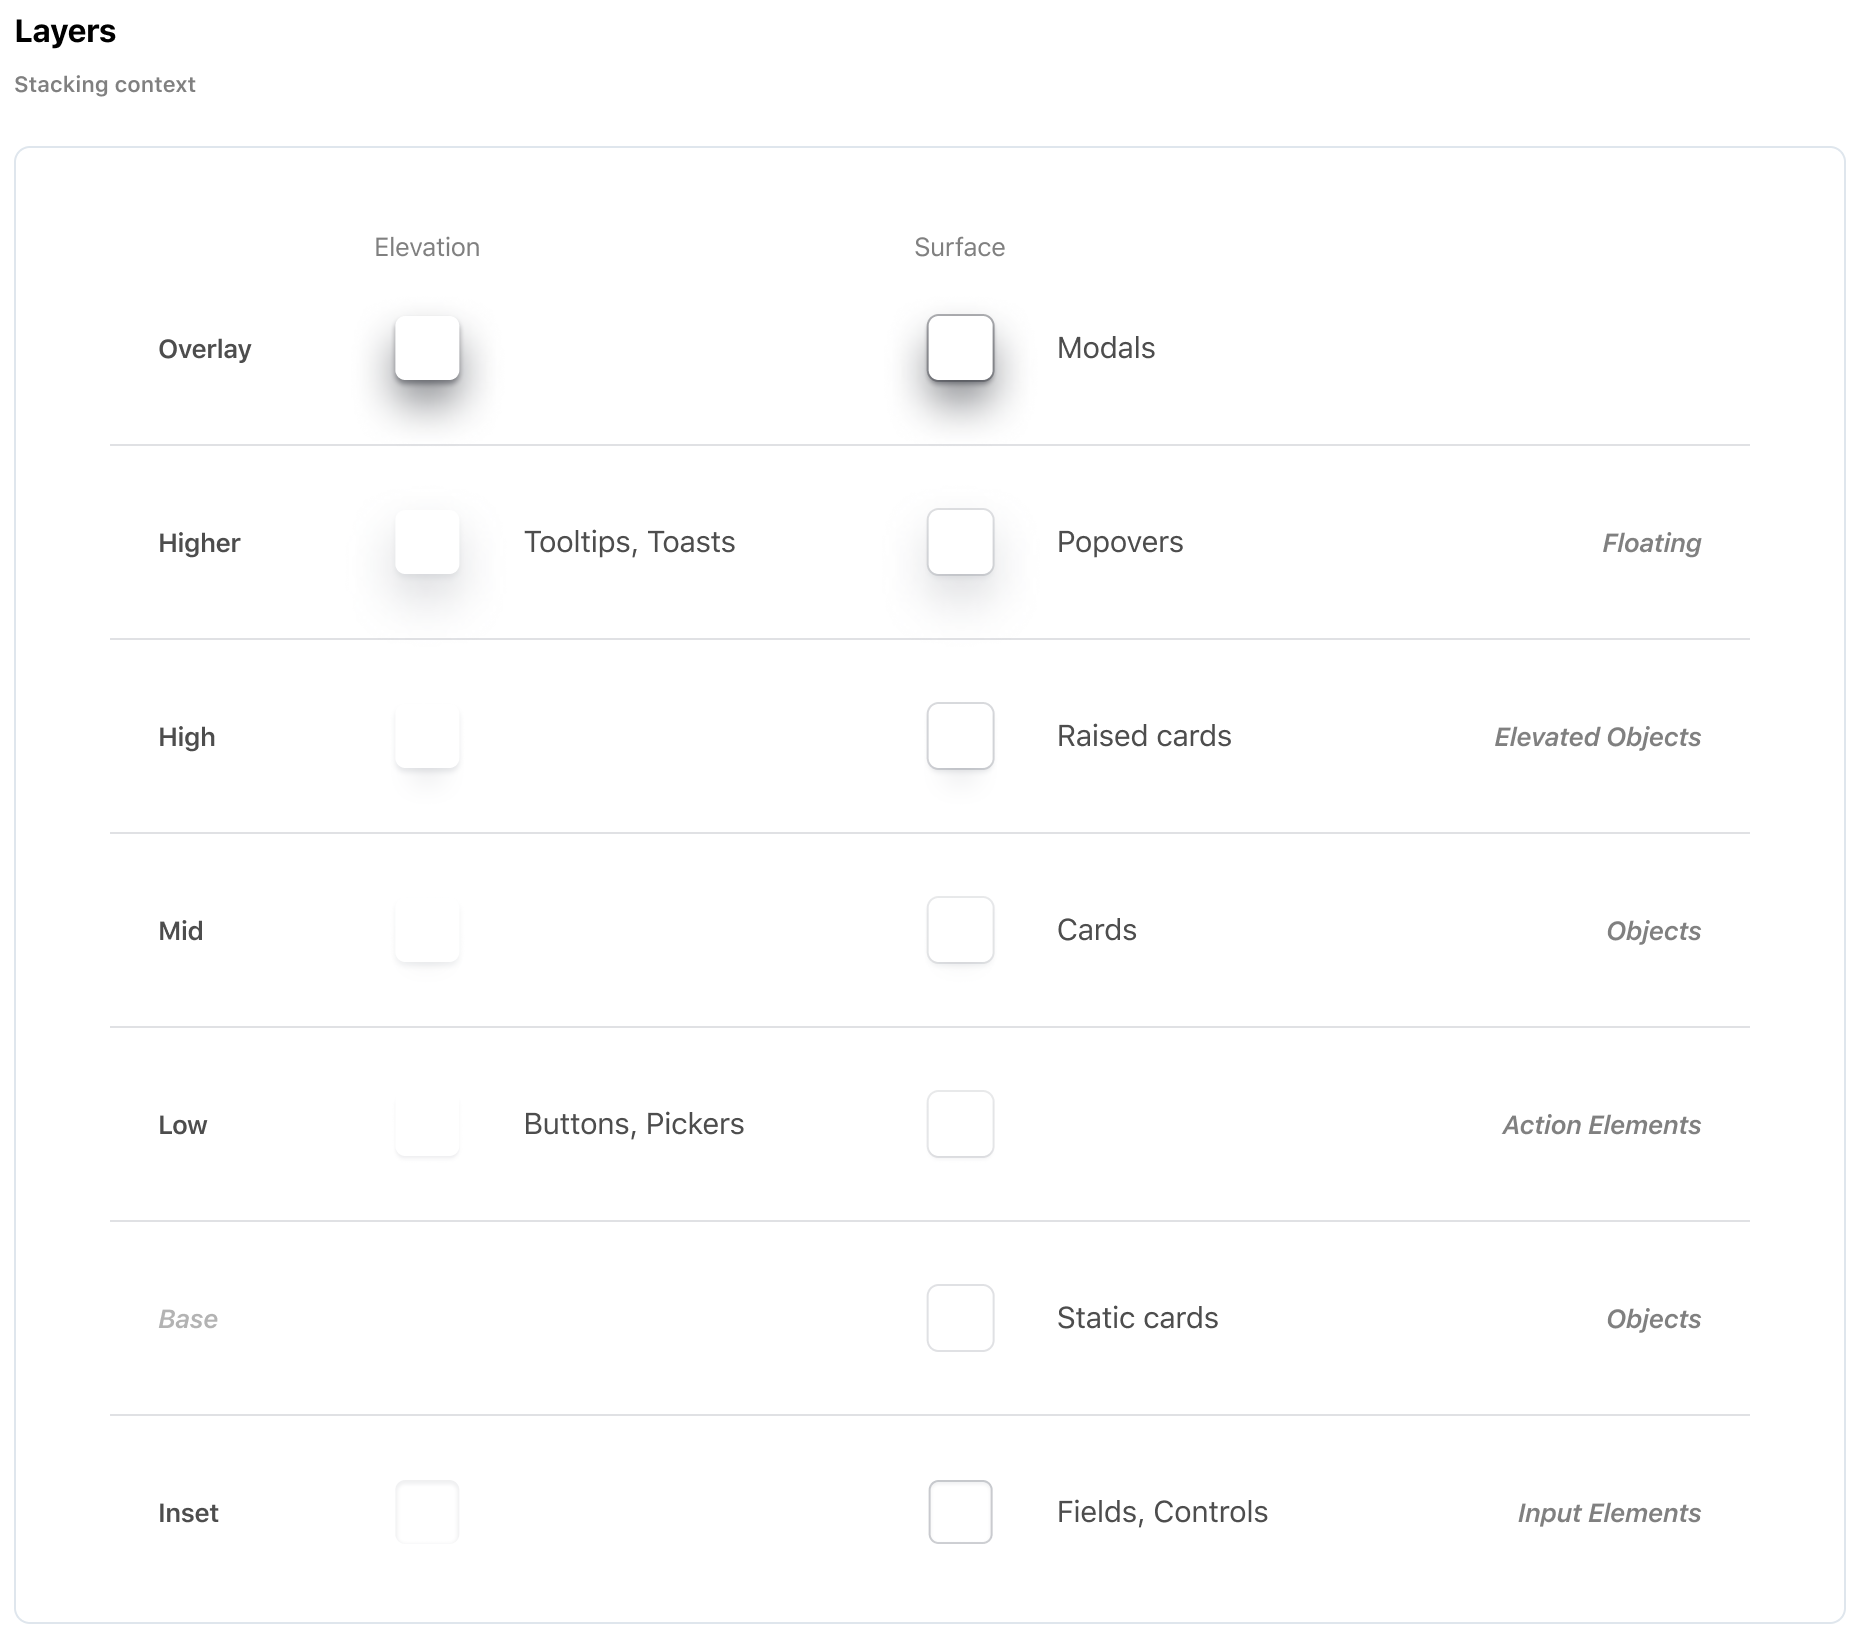 Layers
Stacking context
Elevation Surface
Overlay Modals
Higher Tooltips, Toasts Popovers Floating
High Raised cards Elevated Objects
Mid Cards Objects
Low Buttons, Pickers Action Elements
Base Static cards Objects
Inset Fields, Controls Input Elements